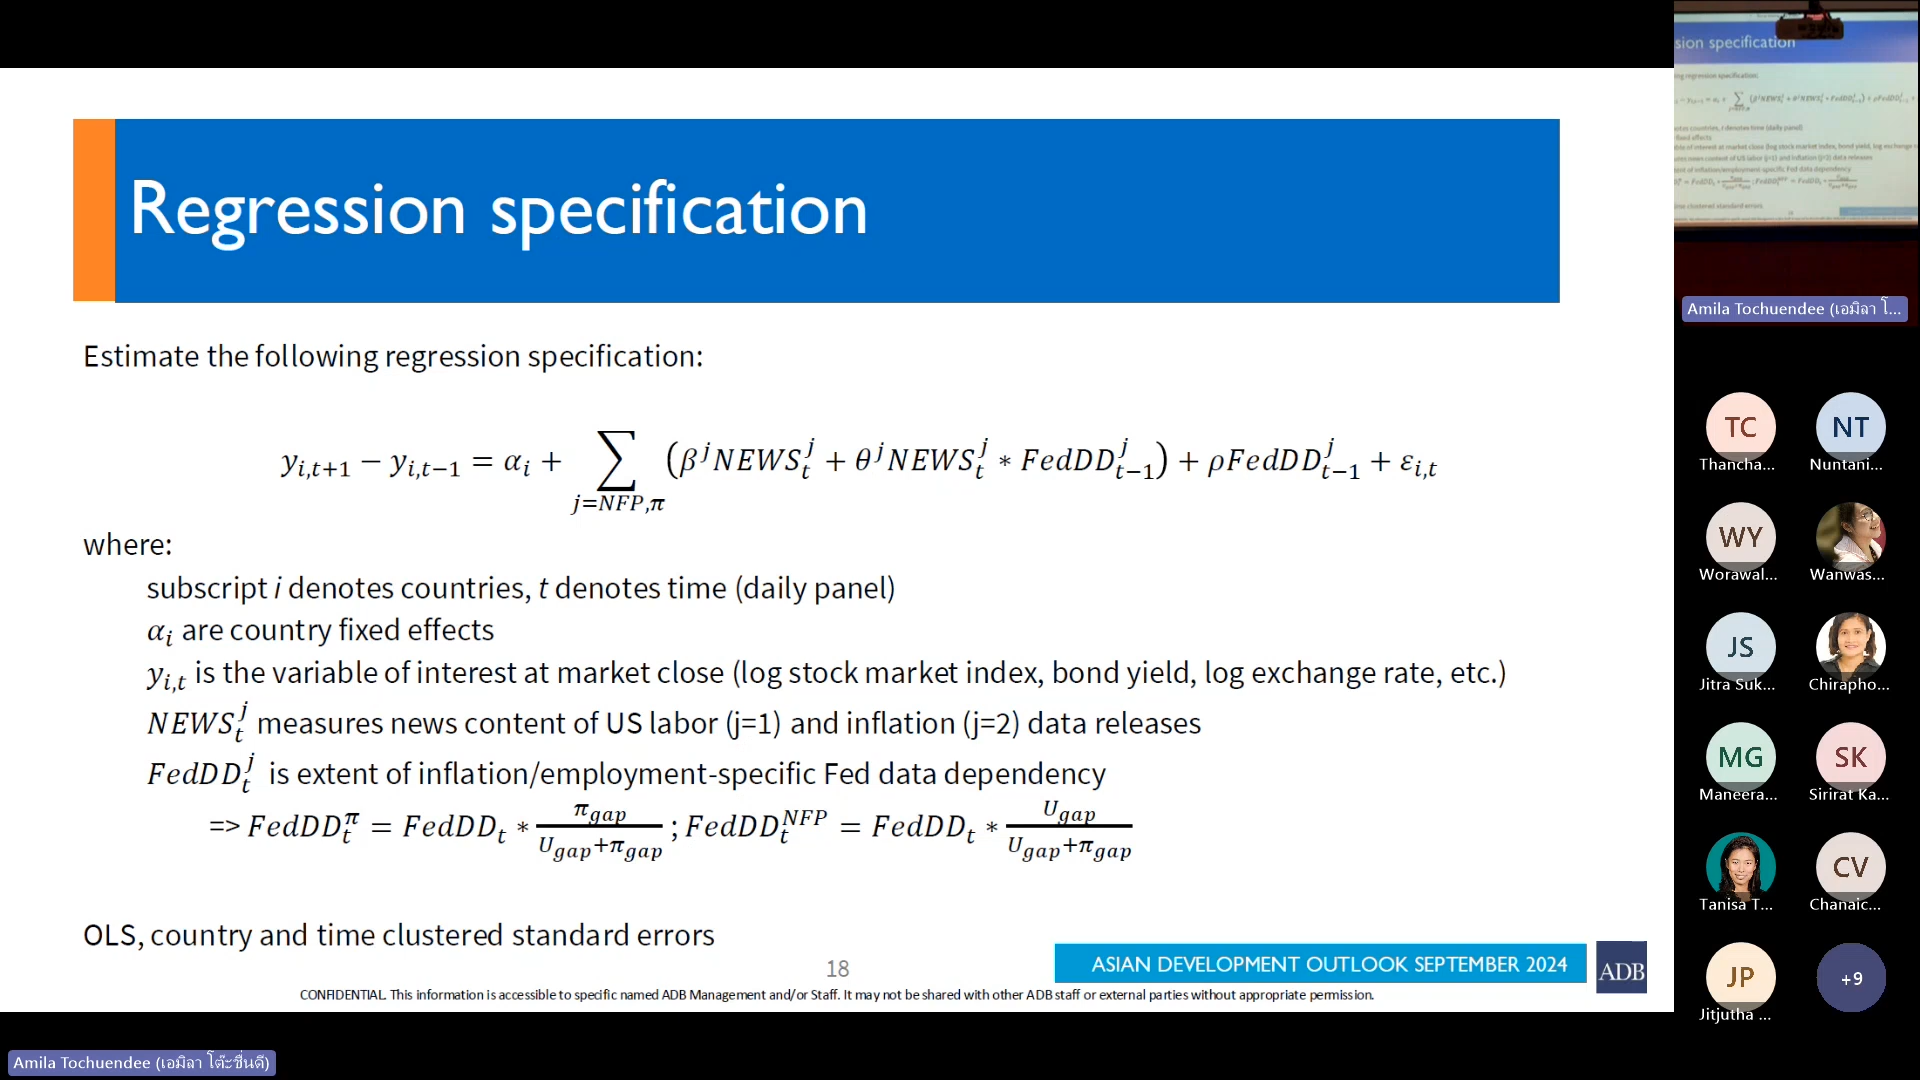 Regression specification
Estimate the following regression specification:
y_{i,t+1} − y_{i,t−1} = α_i + ∑_{j=NFP,π} (β^j NEWS_t^j + θ^j NEWS_t^j ∗ FedDD_{t−1}^j) + ρFedDD_{t−1}^j + ε_{i,t}
where:
subscript i denotes countries, t denotes time (daily panel)
α_i are country fixed effects
y_{i,t} is the variable of interest at market close (log stock market index, bond yield, log exchange rate, etc.)
NEWS_t^j measures news content of US labor (j=1) and inflation (j=2) data releases
FedDD_t^j is extent of inflation/employment-specific Fed data dependency
=> FedDD_t^π = FedDD_t ∗ π_gap / (U_gap+π_gap) ; FedDD_t^NFP = FedDD_t ∗ U_gap / (U_gap+π_gap)
OLS, country and time clustered standard errors
18
ASIAN DEVELOPMENT OUTLOOK SEPTEMBER 2024
ADB
CONFIDENTIAL. This information is accessible to specific named ADB Management and/or Staff. It may not be shared with other ADB staff or external parties without appropriate permission.
Amila Tochuendee (เอมิลา โต๊ะชื่นดี)
sion specification
Amila Tochuendee (เอมิลา โ...
TC
Thancha...
NT
Nuntani...
WY
Worawal...
Wanwas...
JS
Jitra Suk...
Chirapho...
MG
Maneera...
SK
Sirirat Ka...
Tanisa T...
CV
Chanaic...
JP
Jitjutha ...
+9